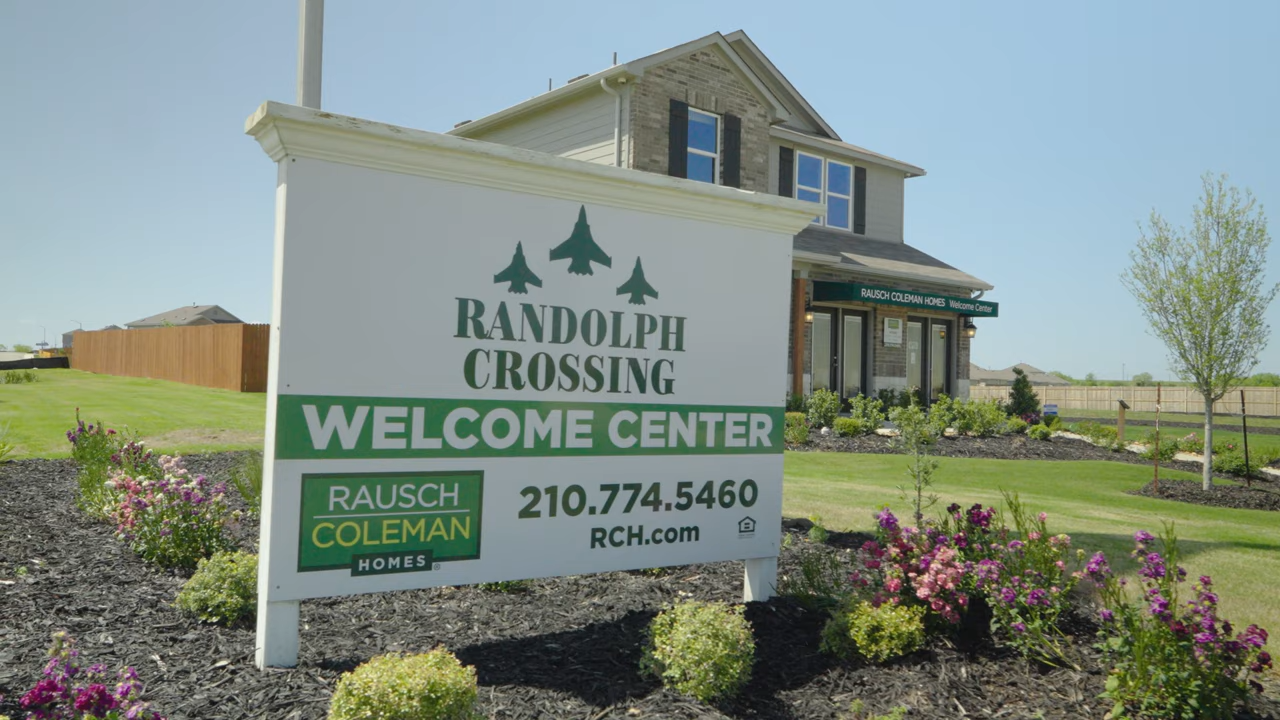 RANDOLPH
CROSSING
WELCOME CENTER
RAUSCH
COLEMAN
HOMES®
210.774.5460
RCH.com
RAUSCH COLEMAN HOMES Welcome Center